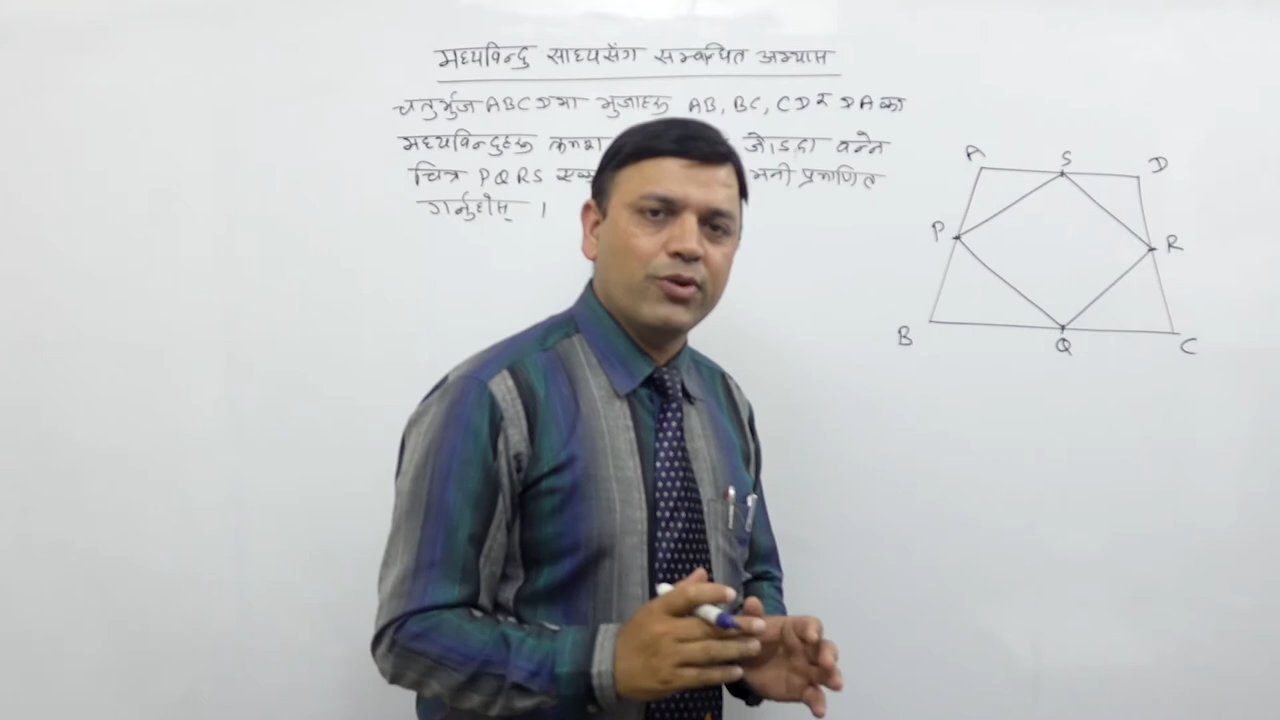 मध्यविन्दु साध्यसँग सम्बन्धित अभ्यास
चतुर्भुज ABCD मा भुजाहरू AB, BC, CD र DA का
मध्यविन्दुहरू क्रमश जोड्दा बन्ने
चित्र PQRS भनी प्रमाणित
गर्नुहोस् ।
A S D
P R
B Q C